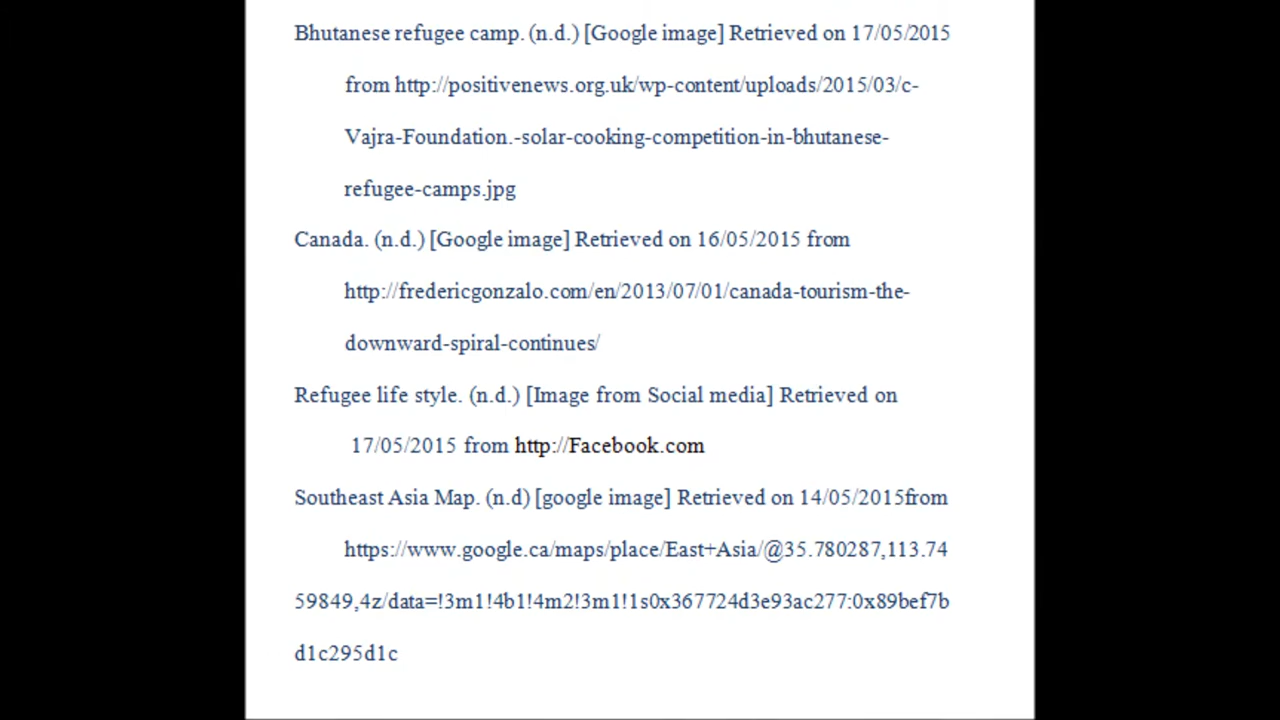 Bhutanese refugee camp. (n.d.) [Google image] Retrieved on 17/05/2015
from http://positivenews.org.uk/wp-content/uploads/2015/03/c-
Vajra-Foundation.-solar-cooking-competition-in-bhutanese-
refugee-camps.jpg
Canada. (n.d.) [Google image] Retrieved on 16/05/2015 from
http://fredericgonzalo.com/en/2013/07/01/canada-tourism-the-
downward-spiral-continues/
Refugee life style. (n.d.) [Image from Social media] Retrieved on
17/05/2015 from http://Facebook.com
Southeast Asia Map. (n.d) [google image] Retrieved on 14/05/2015from
https://www.google.ca/maps/place/East+Asia/@35.780287,113.74
59849,4z/data=!3m1!4b1!4m2!3m1!1s0x367724d3e93ac277:0x89bef7b
d1c295d1c